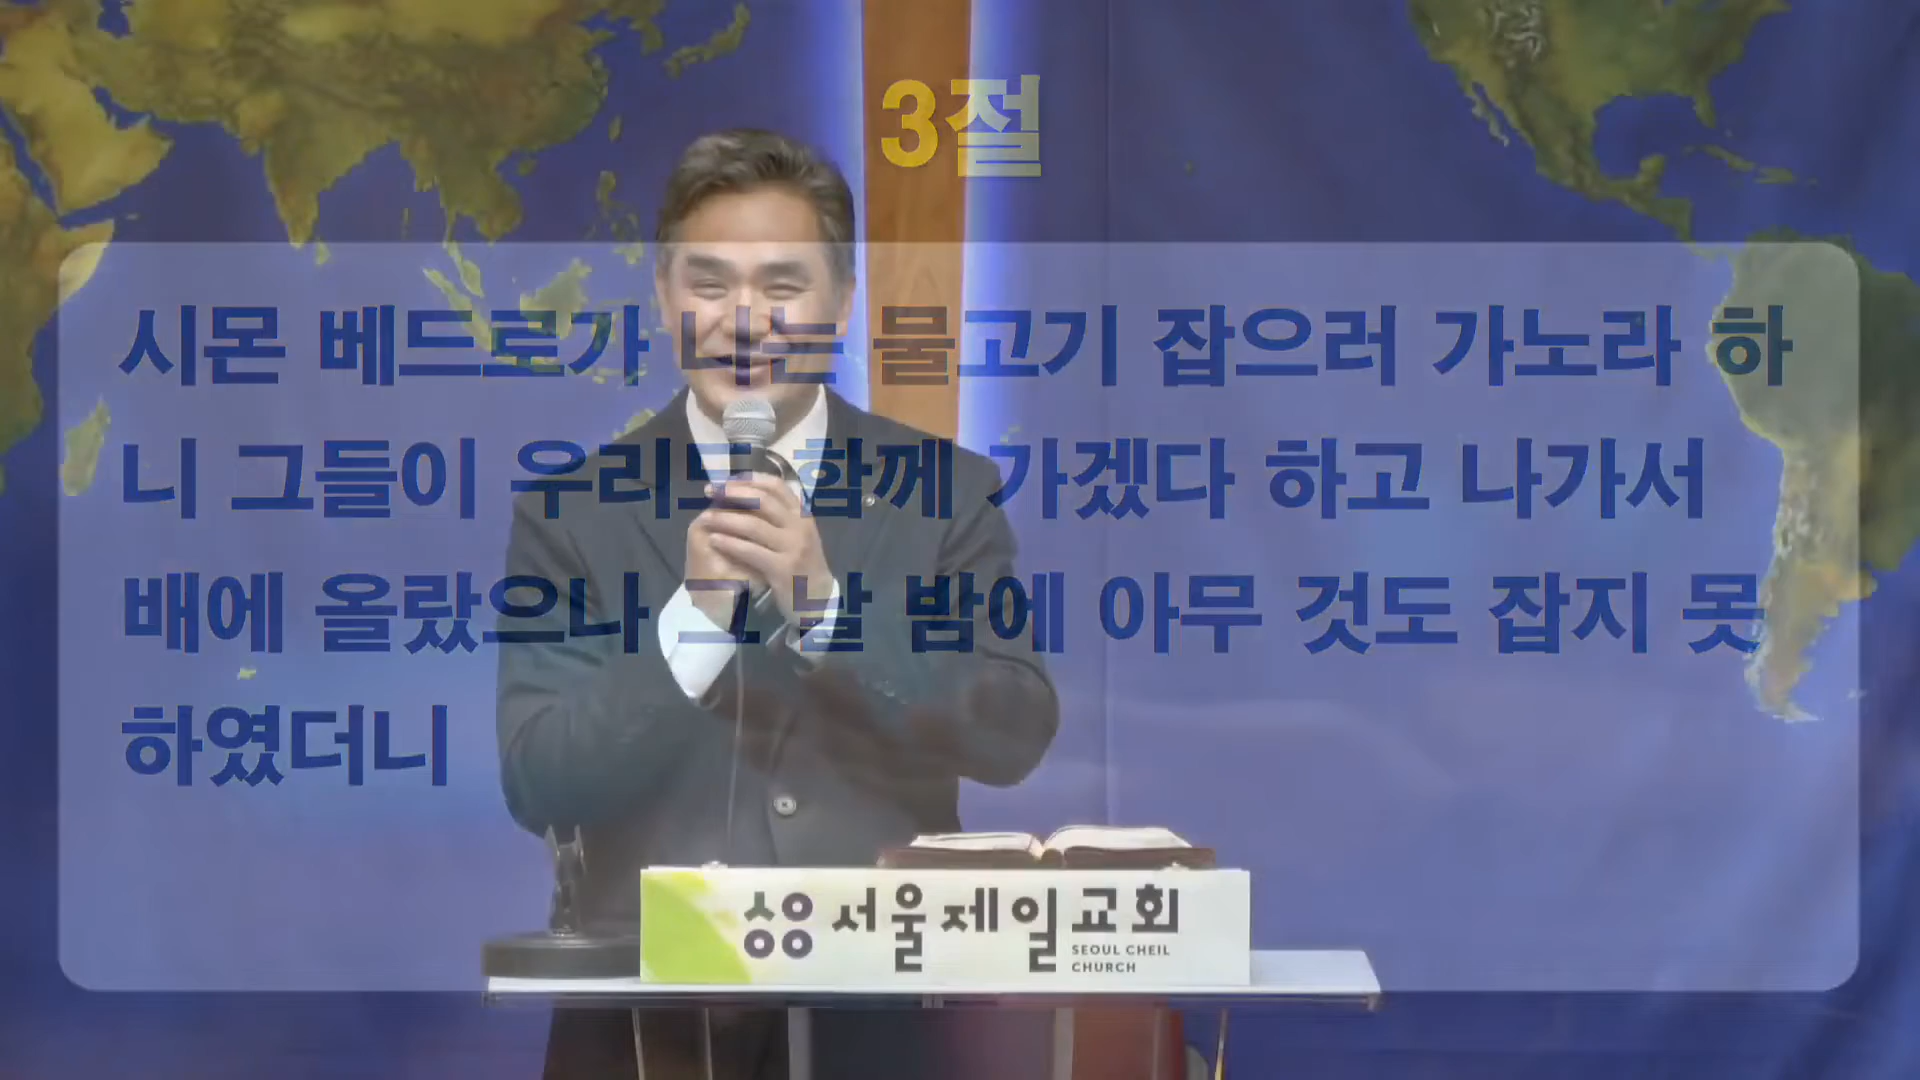 3절
시몬 베드로가 나는 물고기 잡으러 가노라 하
니 그들이 우리도 함께 가겠다 하고 나가서
배에 올랐으나 그 날 밤에 아무 것도 잡지 못
하였더니
서울제일교회
SEOUL CHEIL
CHURCH